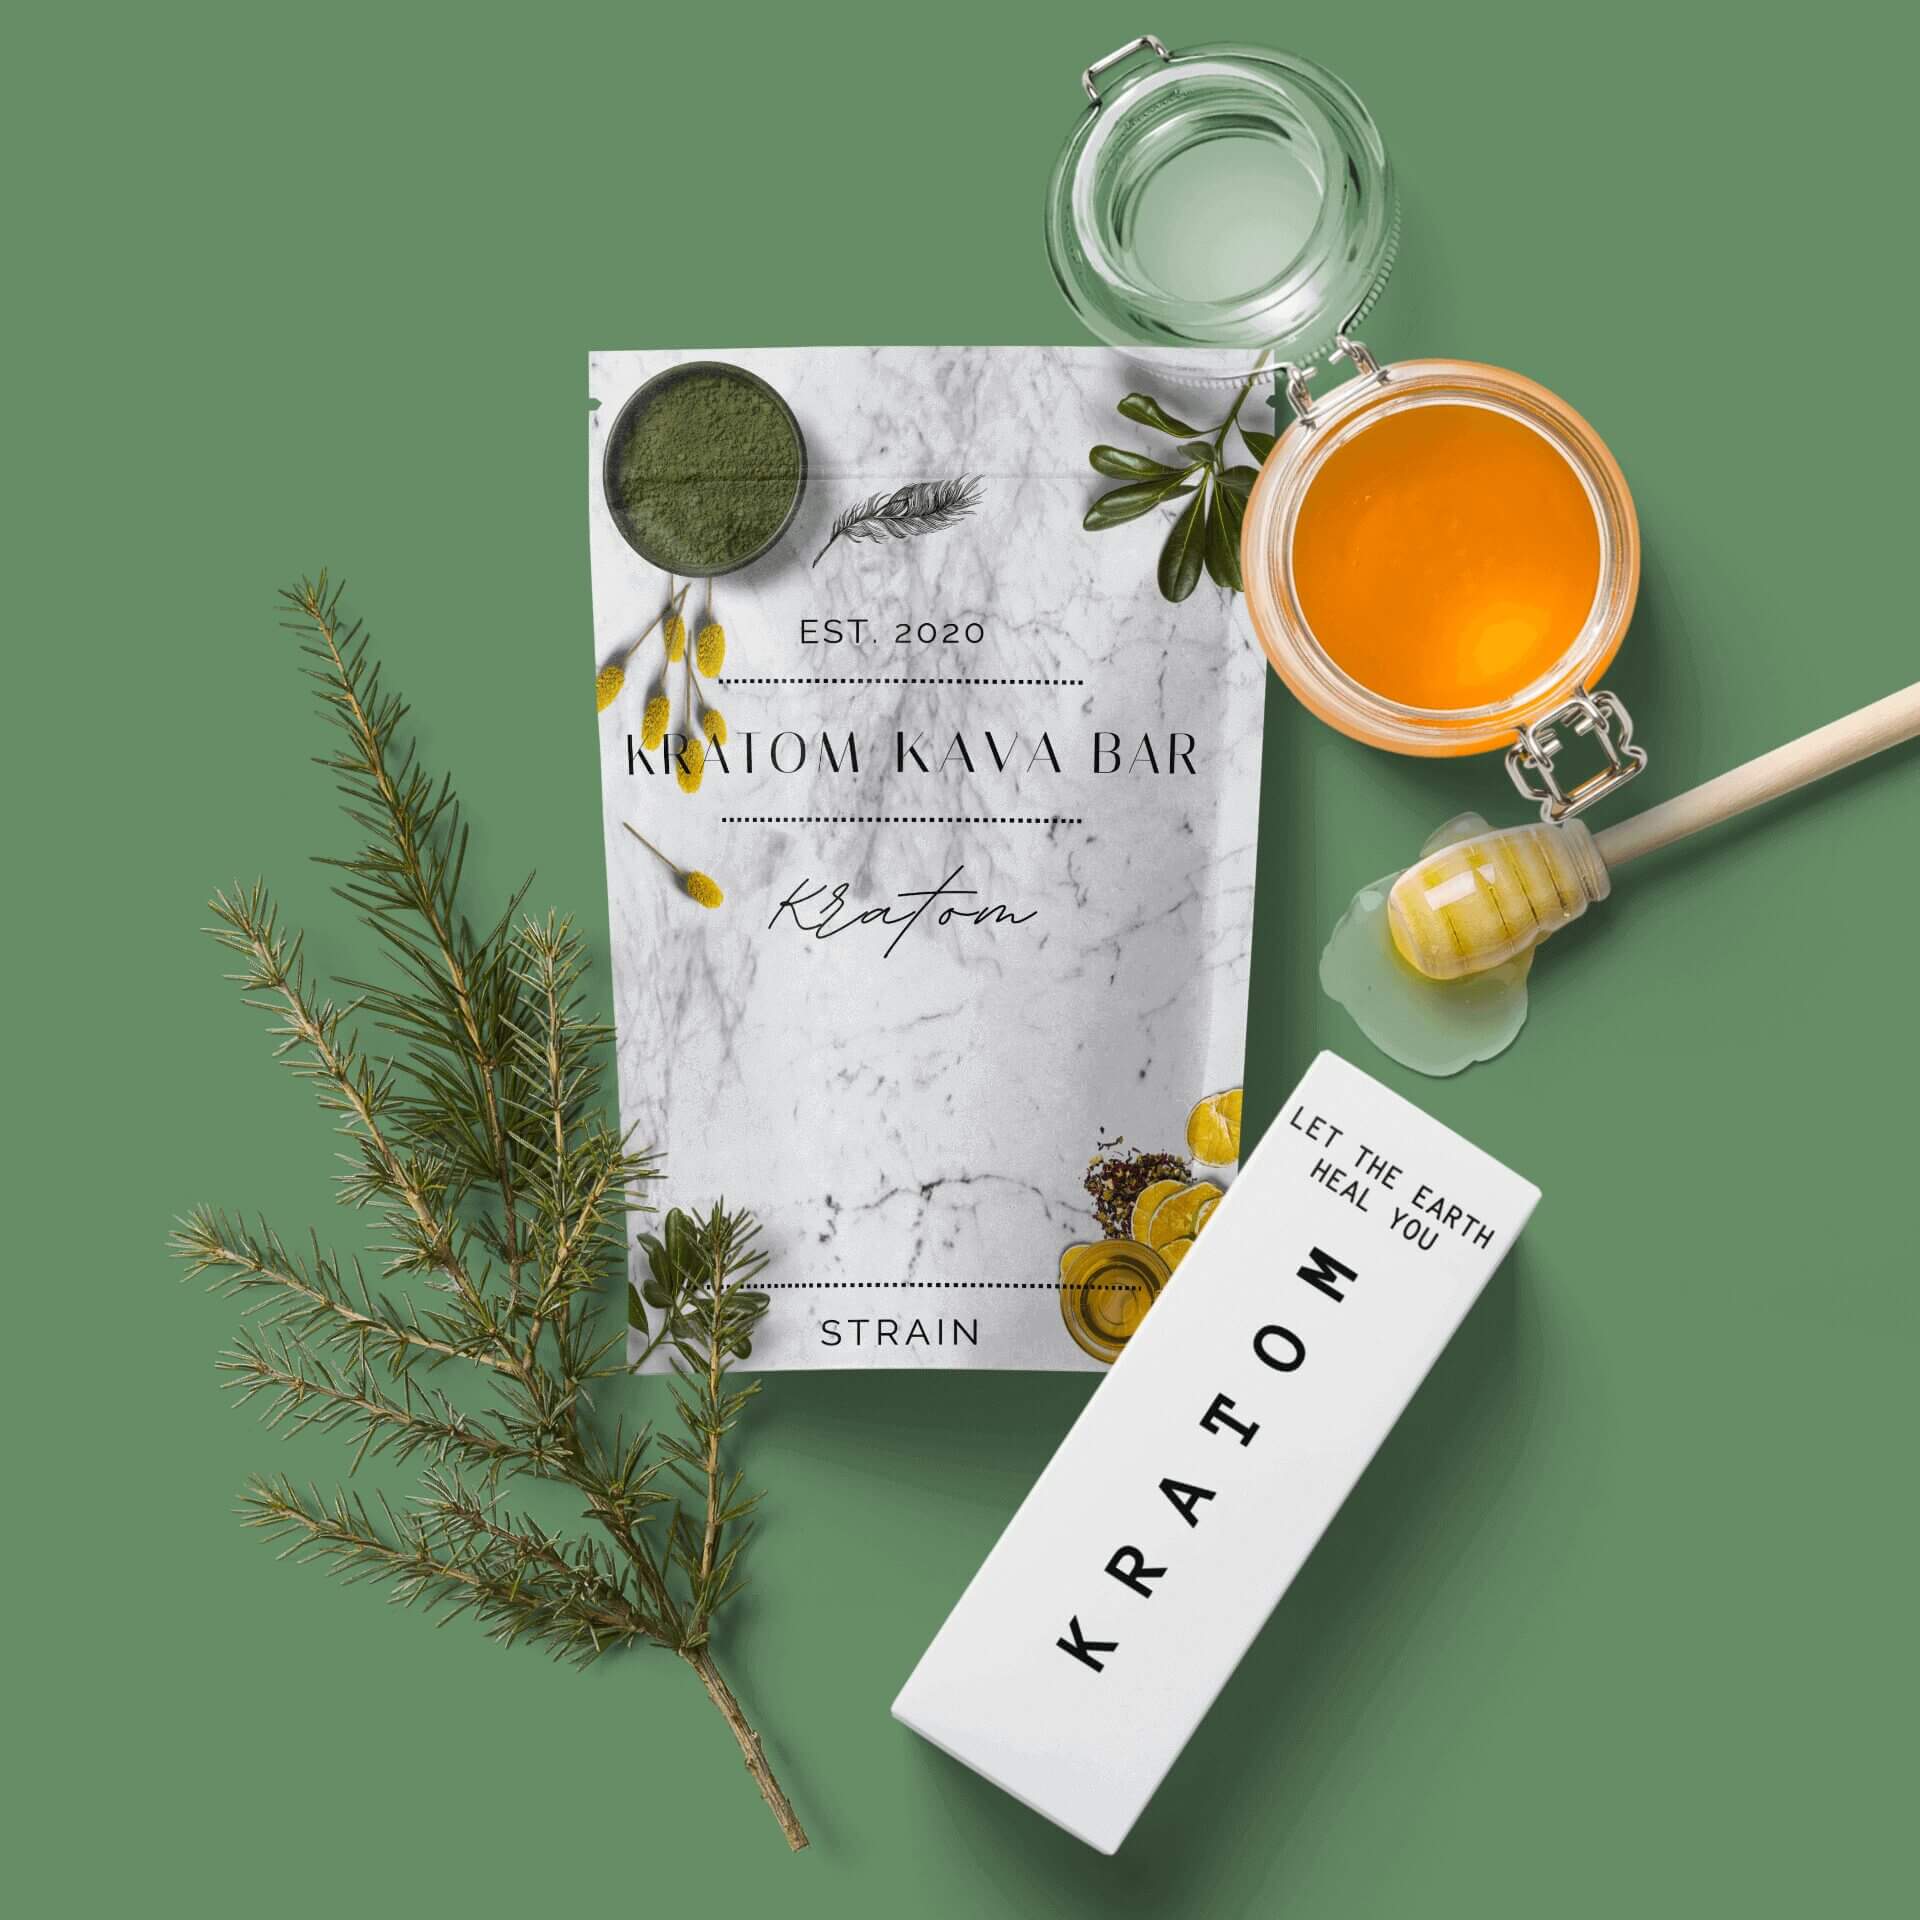 EST. 2020
KRATOM KAVA BAR
Kratom
STRAIN
LET THE EARTH
HEAL YOU
KRATOM